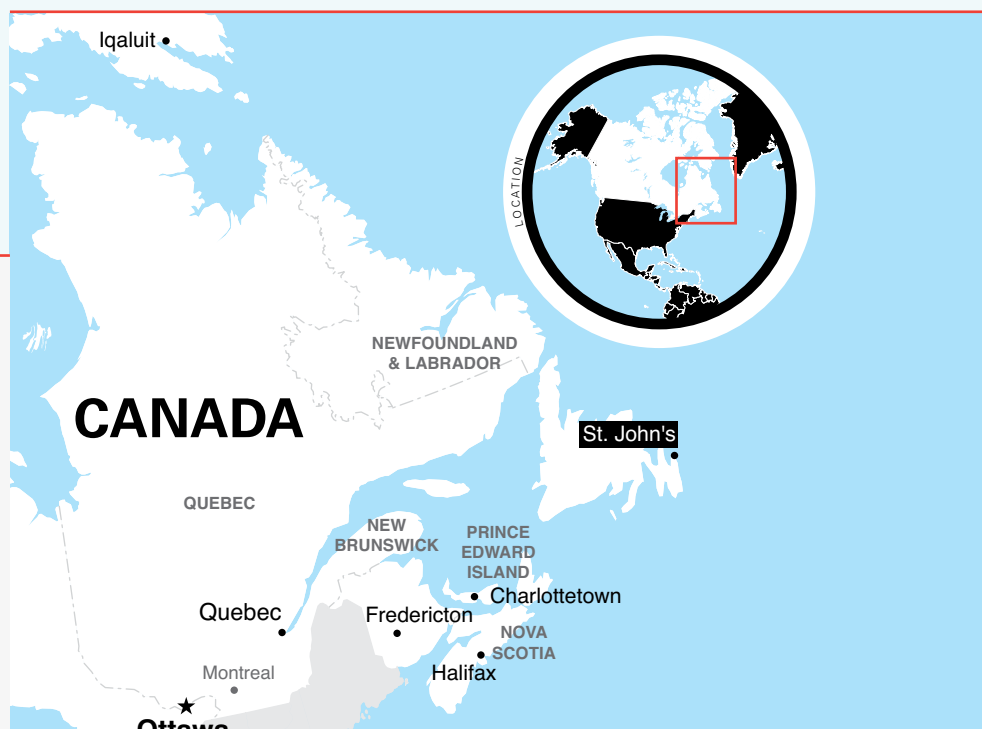 Iqaluit
LOCATION
NEWFOUNDLAND
& LABRADOR
CANADA
St. John's
QUEBEC
NEW
BRUNSWICK
PRINCE
EDWARD
ISLAND
Charlottetown
Quebec
Fredericton
NOVA
SCOTIA
Halifax
Montreal
Ottawa